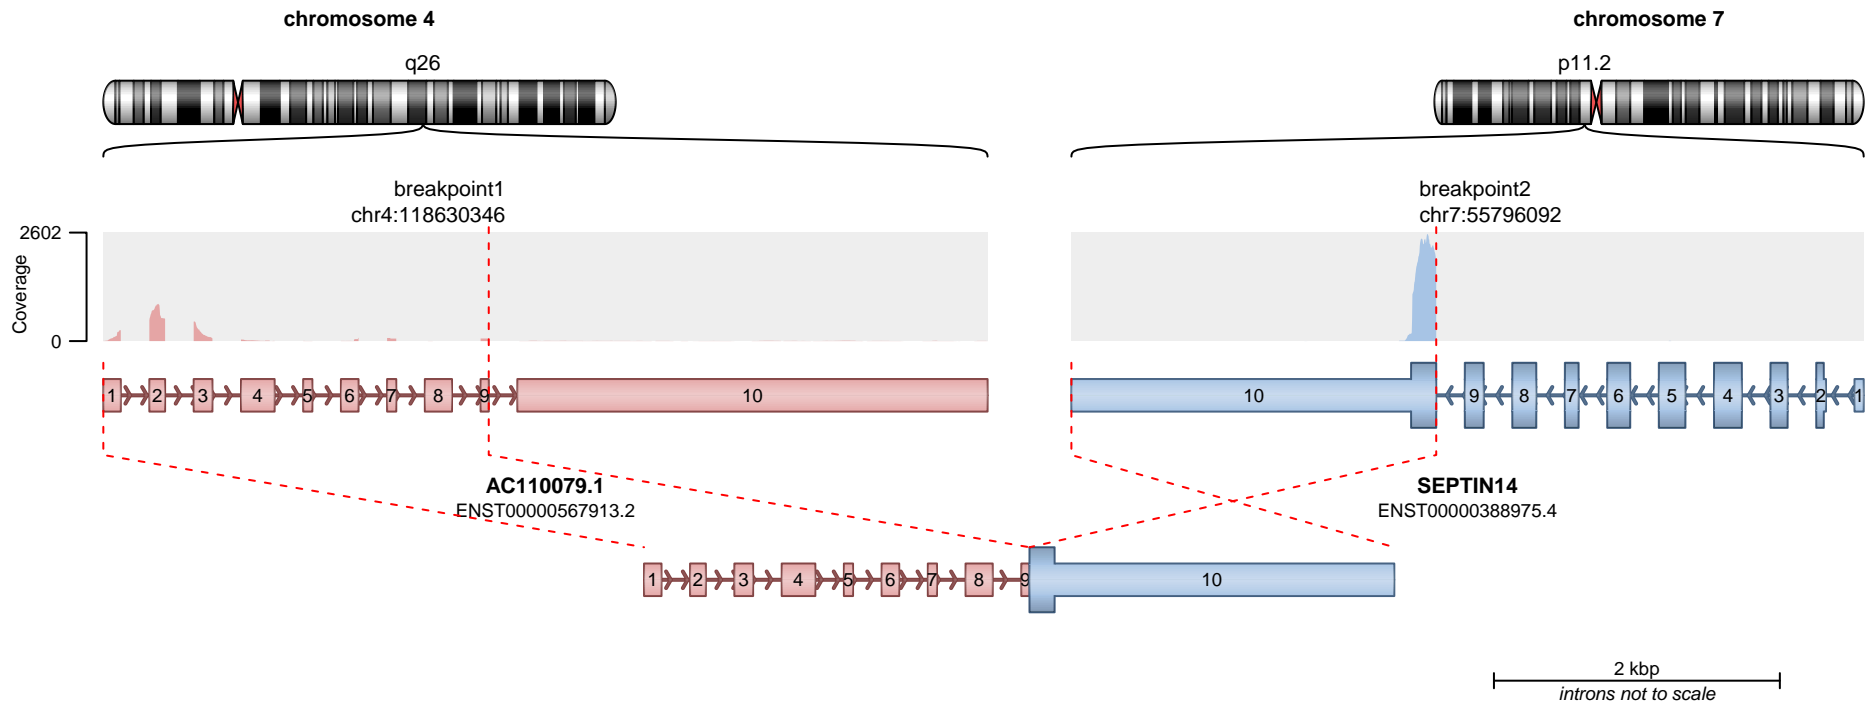 chromosome 4
chromosome 7
q26
p11.2
breakpoint1
chr4:118630346
breakpoint2
chr7:55796092
2602
Coverage
0
1 2 3 4 5 6 7 8 9 10
10 9 8 7 6 5 4 3 2 1
AC110079.1
ENST00000567913.2
SEPTIN14
ENST00000388975.4
1 2 3 4 5 6 7 8 9 10
2 kbp
introns not to scale